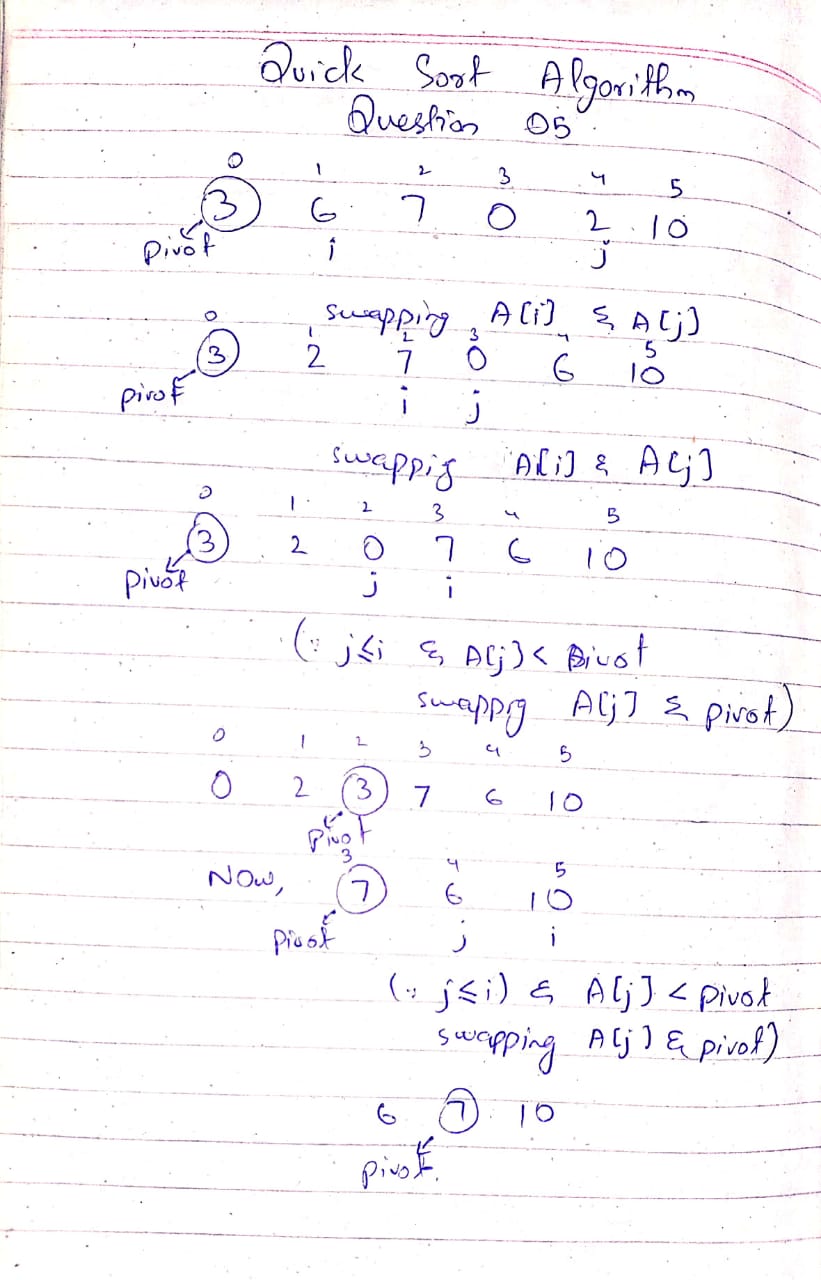 Quick Sort Algorithm
Question 05
0 1 2 3 4 5
3 6 7 0 2 10
pivot i j
swapping A[i] & A[j]
0 1 2 3 4 5
3 2 7 0 6 10
pivot i j
swappig A[i] & A[j]
0 1 2 3 4 5
3 2 0 7 6 10
pivot j i
(∵ j≤i & A[j] < Pivot
swappig A[j] & pivot)
0 1 2 3 4 5
0 2 3 7 6 10
pivot
3 4 5
Now, 7 6 10
pivot j i
(∵ j≤i) & A[j] < pivot
swapping A[j] & pivot)
6 7 10
pivot.